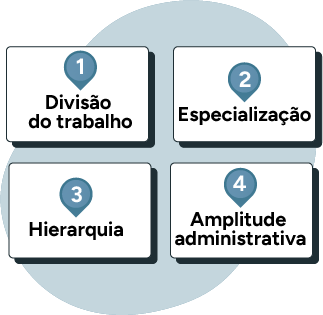 1
Divisão
do trabalho
2
Especialização
3
Hierarquia
4
Amplitude
administrativa